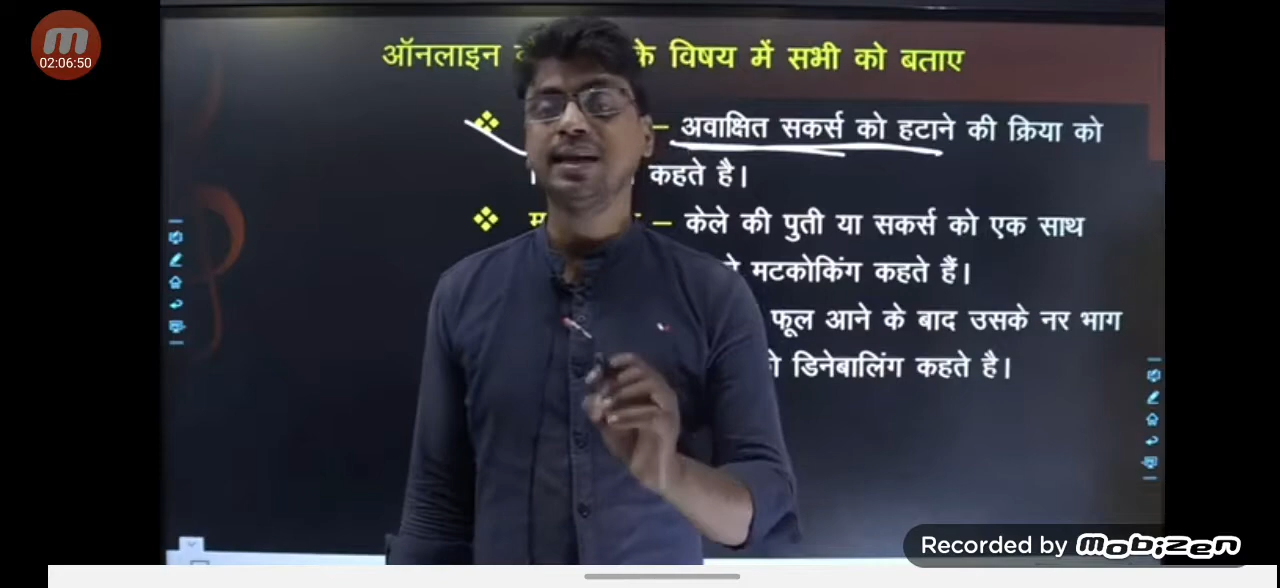 02:06:50
ऑनलाइन के विषय में सभी को बताए
– अवाक्षित सकर्स को हटाने की क्रिया को
कहते है।
– केले की पुती या सकर्स को एक साथ
मटकोकिंग कहते हैं।
फूल आने के बाद उसके नर भाग
डिनेबालिंग कहते है।
Recorded by mobizen